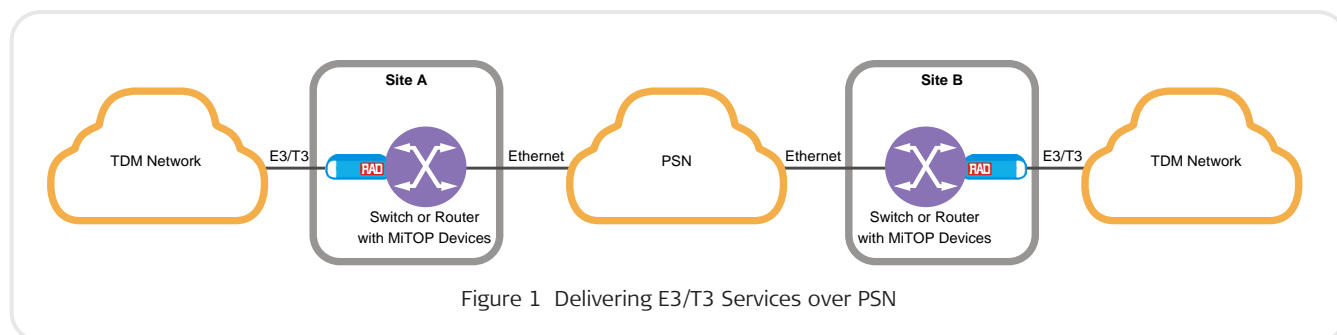 Site A
Site B
TDM Network
E3/T3
RAD
Ethernet
PSN
Ethernet
RAD
E3/T3
TDM Network
Switch or Router
with MiTOP Devices
Switch or Router
with MiTOP Devices
Figure 1 Delivering E3/T3 Services over PSN